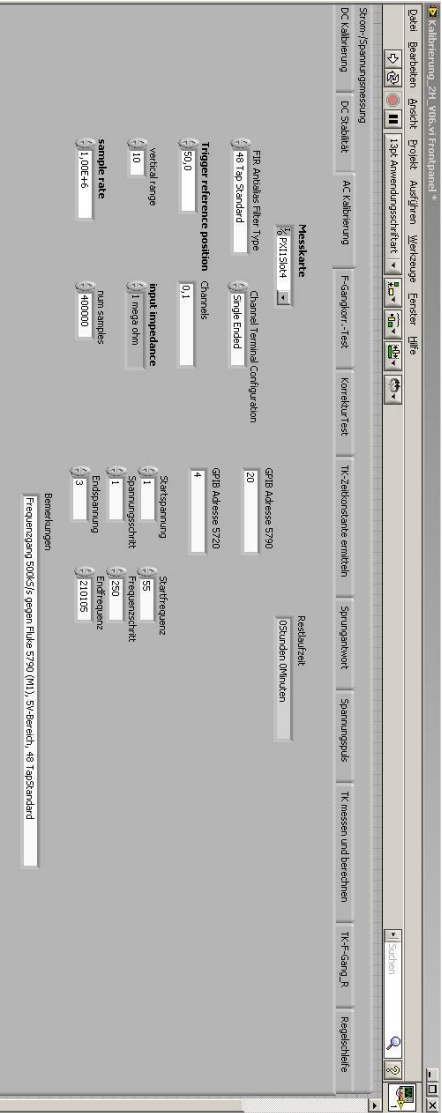 Kalibrierung_2H_V06.vi Frontpanel *
Datei Bearbeiten Ansicht Projekt Ausführen Werkzeuge Fenster Hilfe
13pt Anwendungsschriftart
Suchen
1
Strom-/Spannungsmessung
DC Kalibrierung
DC Stabilität
AC Kalibrierung
F-Gangkorr.-Test
KorrekturTest
TK-Zeitkonstante ermitteln
Sprungantwort
Spannungspuls
TK messen und berechnen
TK-F-Gang_R
Regelschleife
Messkarte
PXI1Slot4
Restlaufzeit
0Stunden 0Minuten
FIR Antialias Filter Type
48 Tap Standard
Channel Terminal Configuration
Single Ended
GPIB Adresse 5790
20
Trigger reference position
50,0
Channels
0,1
GPIB Adresse 5720
4
vertical range
10
input impedance
1 mega ohm
Startspannung
1
Startfrequenz
55
Spannungsschritt
1
Frequenzschritt
250
sample rate
1,00E+6
num samples
400000
Endspannung
3
Endfrequenz
210105
Bemerkungen
Frequenzgang 500kS/s gegen Fluke 5790 (M1), 5V-Bereich, 48 TapStandard